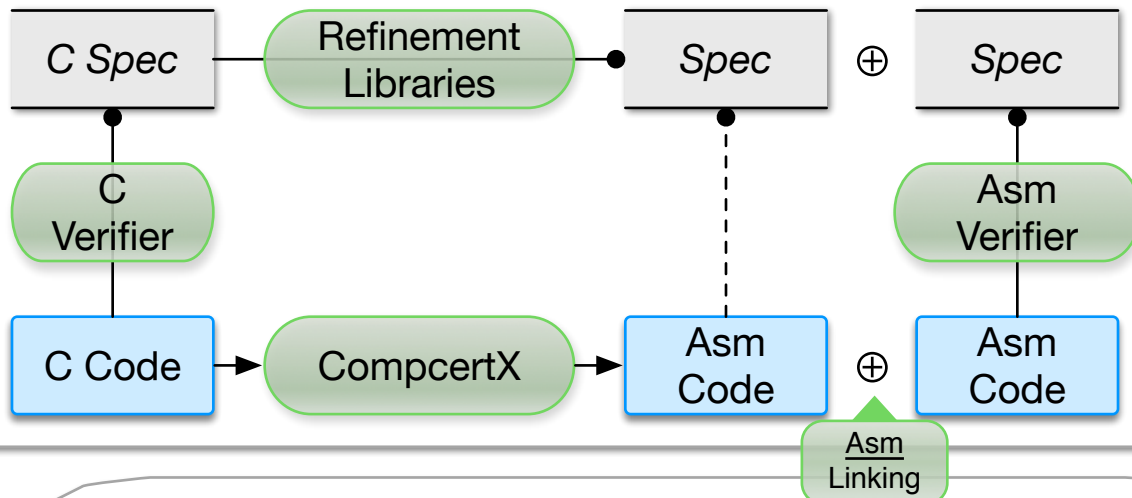 Refinement
Libraries
C Spec
Spec
⊕
Spec
C
Verifier
Asm
Verifier
C Code
CompcertX
Asm
Code
⊕
Asm
Code
Asm
Linking